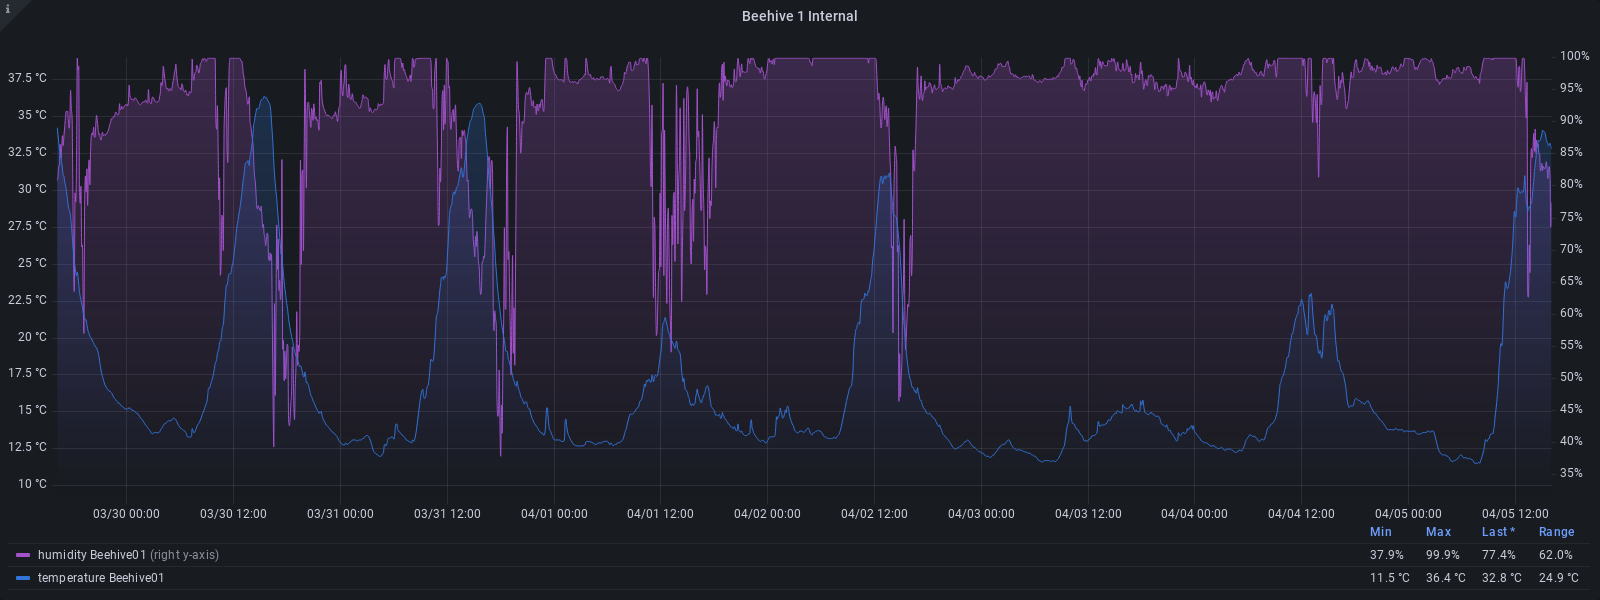 i
Beehive 1 Internal
37.5 °C
35 °C
32.5 °C
30 °C
27.5 °C
25 °C
22.5 °C
20 °C
17.5 °C
15 °C
12.5 °C
10 °C
100%
95%
90%
85%
80%
75%
70%
65%
60%
55%
50%
45%
40%
35%
03/30 00:00 03/30 12:00 03/31 00:00 03/31 12:00 04/01 00:00 04/01 12:00 04/02 00:00 04/02 12:00 04/03 00:00 04/03 12:00 04/04 00:00 04/04 12:00 04/05 00:00 04/05 12:00
Min Max Last * Range
humidity Beehive01 (right y-axis) 37.9% 99.9% 77.4% 62.0%
temperature Beehive01 11.5 °C 36.4 °C 32.8 °C 24.9 °C